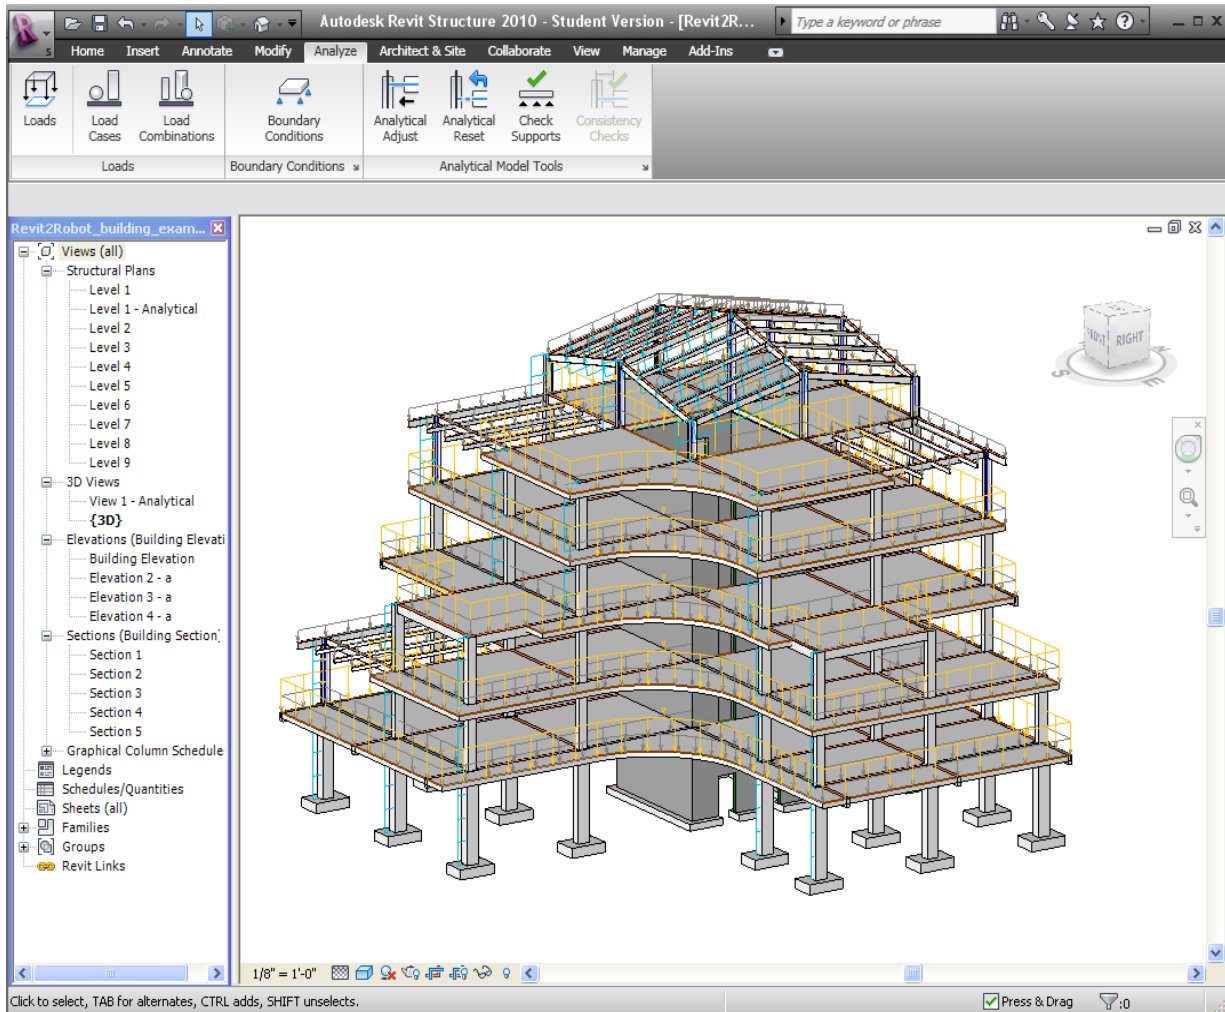 Autodesk Revit Structure 2010 - Student Version - [Revit2R...
Type a keyword or phrase
S
Home Insert Annotate Modify Analyze Architect & Site Collaborate View Manage Add-Ins
Loads
Load Cases
Load Combinations
Boundary Conditions
Analytical Adjust
Analytical Reset
Check Supports
Consistency Checks
Loads
Boundary Conditions
Analytical Model Tools
Revit2Robot_building_exam...
Views (all)
Structural Plans
Level 1
Level 1 - Analytical
Level 2
Level 3
Level 4
Level 5
Level 6
Level 7
Level 8
Level 9
3D Views
View 1 - Analytical
{3D}
Elevations (Building Elevati
Building Elevation
Elevation 2 - a
Elevation 3 - a
Elevation 4 - a
Sections (Building Section)
Section 1
Section 2
Section 3
Section 4
Section 5
Graphical Column Schedule
Legends
Schedules/Quantities
Sheets (all)
Families
Groups
Revit Links
FRONT
RIGHT
S
E
1/8" = 1'-0"
Click to select, TAB for alternates, CTRL adds, SHIFT unselects.
Press & Drag
:0